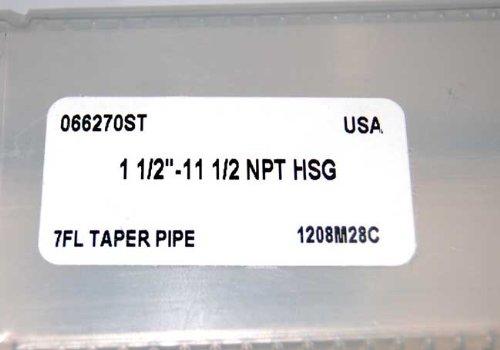 066270ST USA
1 1/2"-11 1/2 NPT HSG
7FL TAPER PIPE 1208M28C